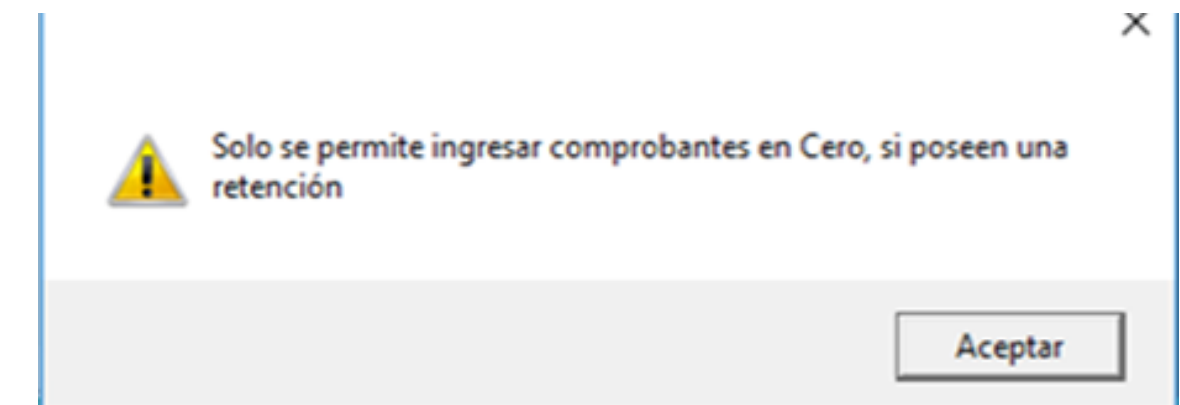 Solo se permite ingresar comprobantes en Cero, si poseen una
retención
Aceptar